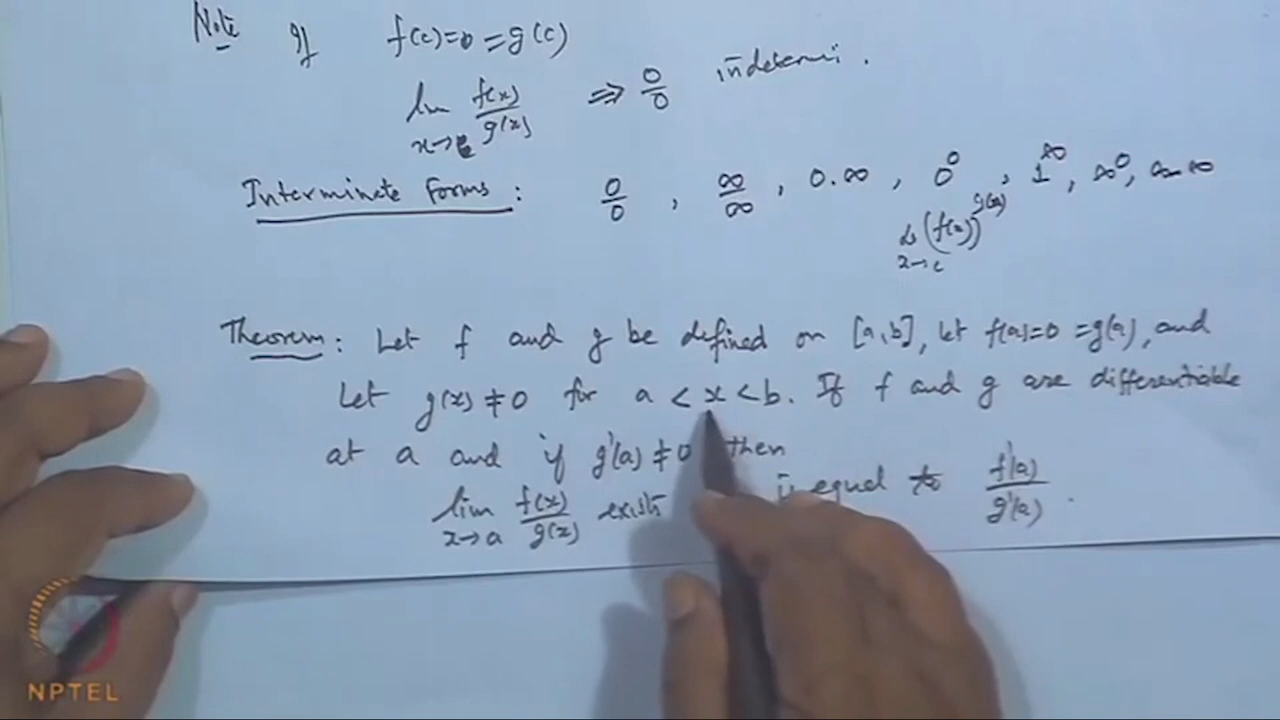 Note If f(c)=0=g(c)
lim x→c f(x)/g(x) ⇒ 0/0 indetermi.
Interminate Forms: 0/0, ∞/∞, 0.∞, 0^0, 1^∞, ∞^0, ∞-∞
x→c (f(x))^g(x)
Theorem: Let f and g be defined on [a,b], let f(a)=0=g(a), and
Let g(x)≠0 for a<x<b. If f and g are differentiable
at a and if g'(a)≠0 then
lim x→a f(x)/g(x) exists is equal to f'(a)/g'(a).
NPTEL